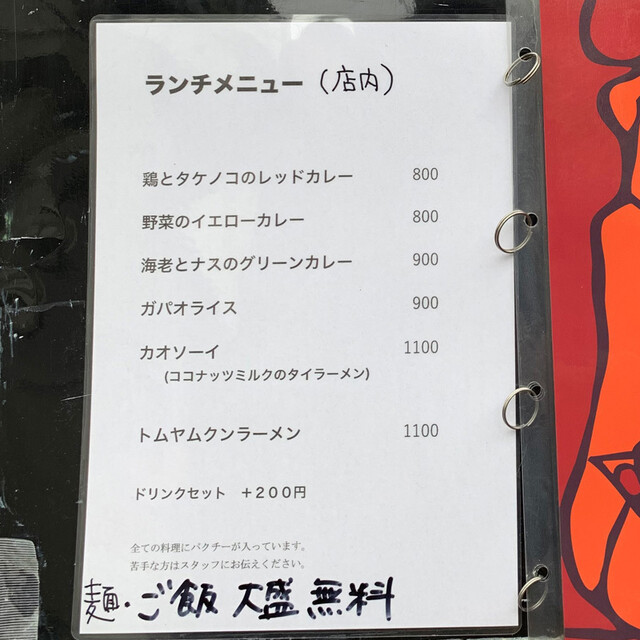 ランチメニュー（店内）
鶏とタケノコのレッドカレー 800
野菜のイエローカレー 800
海老とナスのグリーンカレー 900
ガパオライス 900
カオソーイ 1100
(ココナッツミルクのタイラーメン)
トムヤムクンラーメン 1100
ドリンクセット ＋２００円
全ての料理にパクチーが入っています。
苦手な方はスタッフにお伝えください。
麺・ご飯 大盛 無料